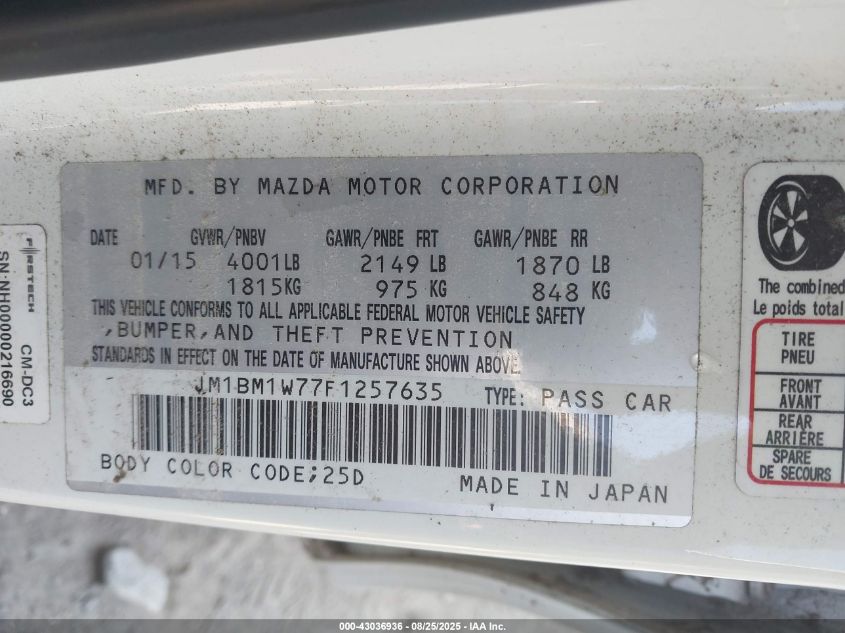 MFD. BY MAZDA MOTOR CORPORATION
DATE GVWR/PNBV GAWR/PNBE FRT GAWR/PNBE RR
01/15 4001LB 2149 LB 1870 LB
1815KG 975 KG 848 KG
THIS VEHICLE CONFORMS TO ALL APPLICABLE FEDERAL MOTOR VEHICLE SAFETY
,BUMPER,AND THEFT PREVENTION
STANDARDS IN EFFECT ON THE DATE OF MANUFACTURE SHOWN ABOVE.
JM1BM1W77F1257635 TYPE: PASS CAR
BODY COLOR CODE;25D MADE IN JAPAN
FIRSTECH CM-DC3
SN:NH00000216690
The combined
Le poids total
TIRE
PNEU
FRONT
AVANT
REAR
ARRIÈRE
SPARE
DE SECOURS
000-43036936 - 08/25/2025 - IAA Inc.